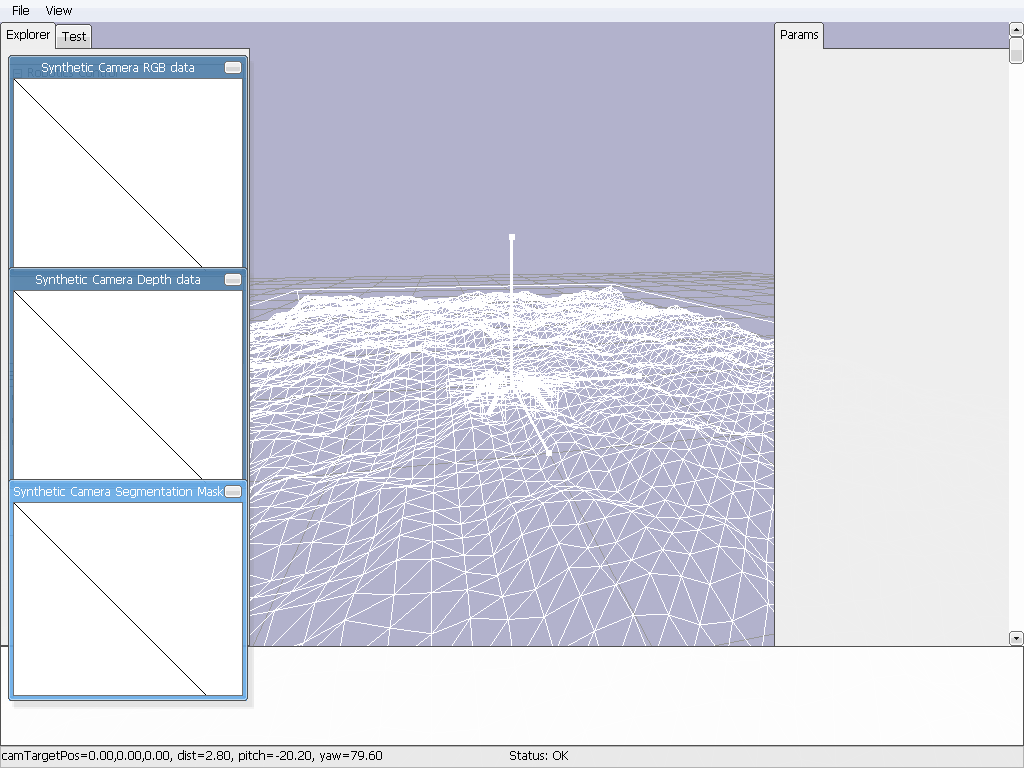 File View
Explorer Test
Params
Synthetic Camera RGB data
Synthetic Camera Depth data
Synthetic Camera Segmentation Mask
camTargetPos=0.00,0.00,0.00, dist=2.80, pitch=-20.20, yaw=79.60
Status: OK